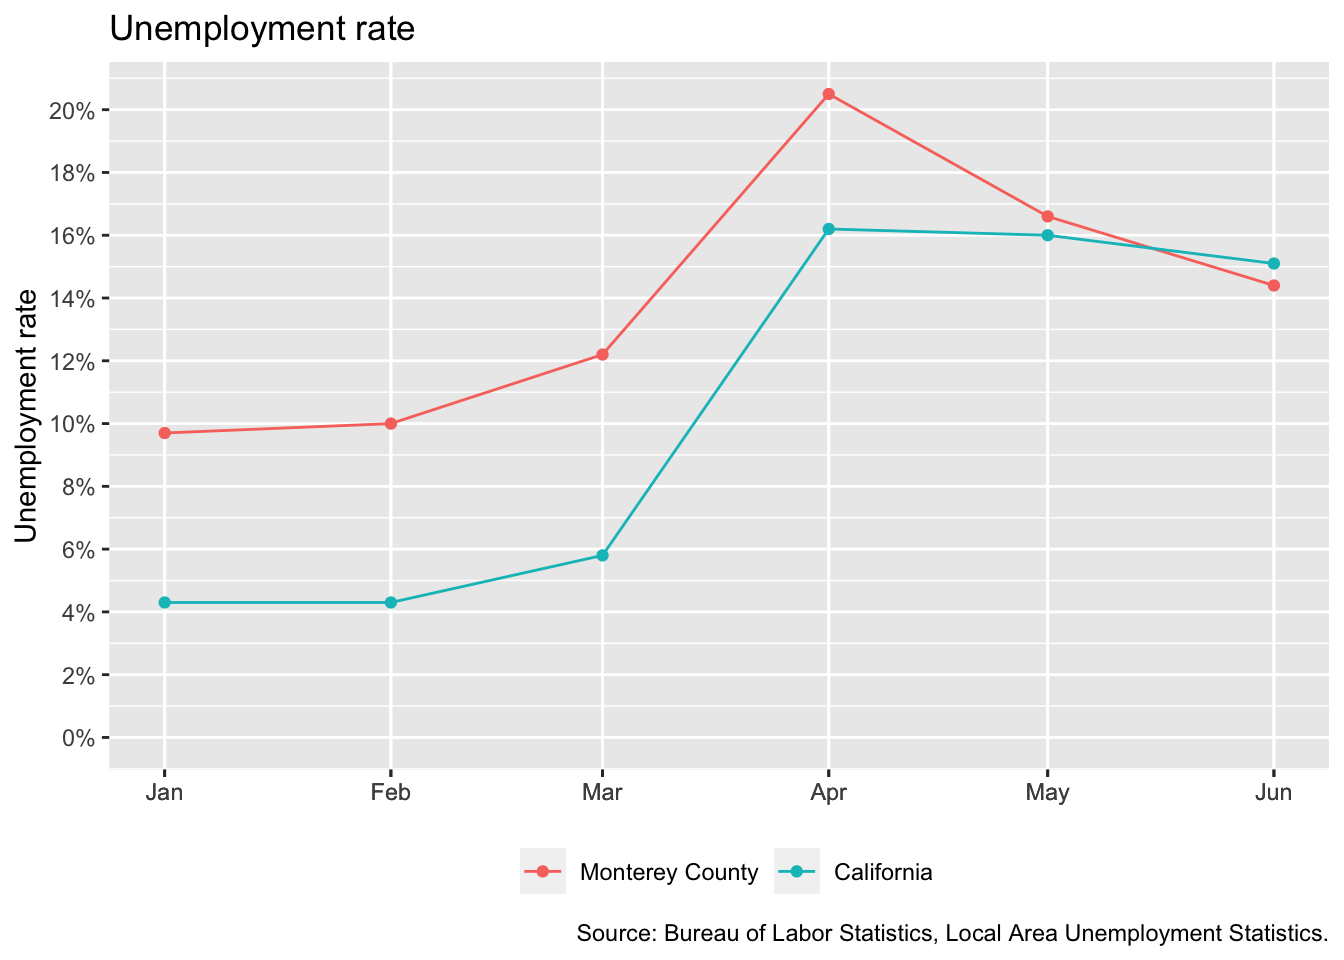 Unemployment rate
Unemployment rate
20%
18%
16%
14%
12%
10%
8%
6%
4%
2%
0%
Jan Feb Mar Apr May Jun
Monterey County California
Source: Bureau of Labor Statistics, Local Area Unemployment Statistics.